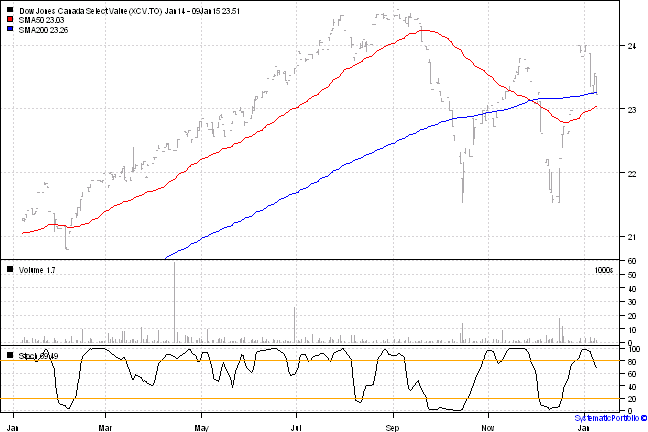 Dow Jones Canada Select Value (XCV.TO) Jan14 - 09Jan15 23.51
SMA50 23.03
SMA200 23.26
24
23
22
21
Volume 1.7
1000s
60
50
40
30
20
10
0
100
80
60
40
20
0
Jan
Mar
May
Jul
Sep
Nov
Jan
SystematicPortfolio ©